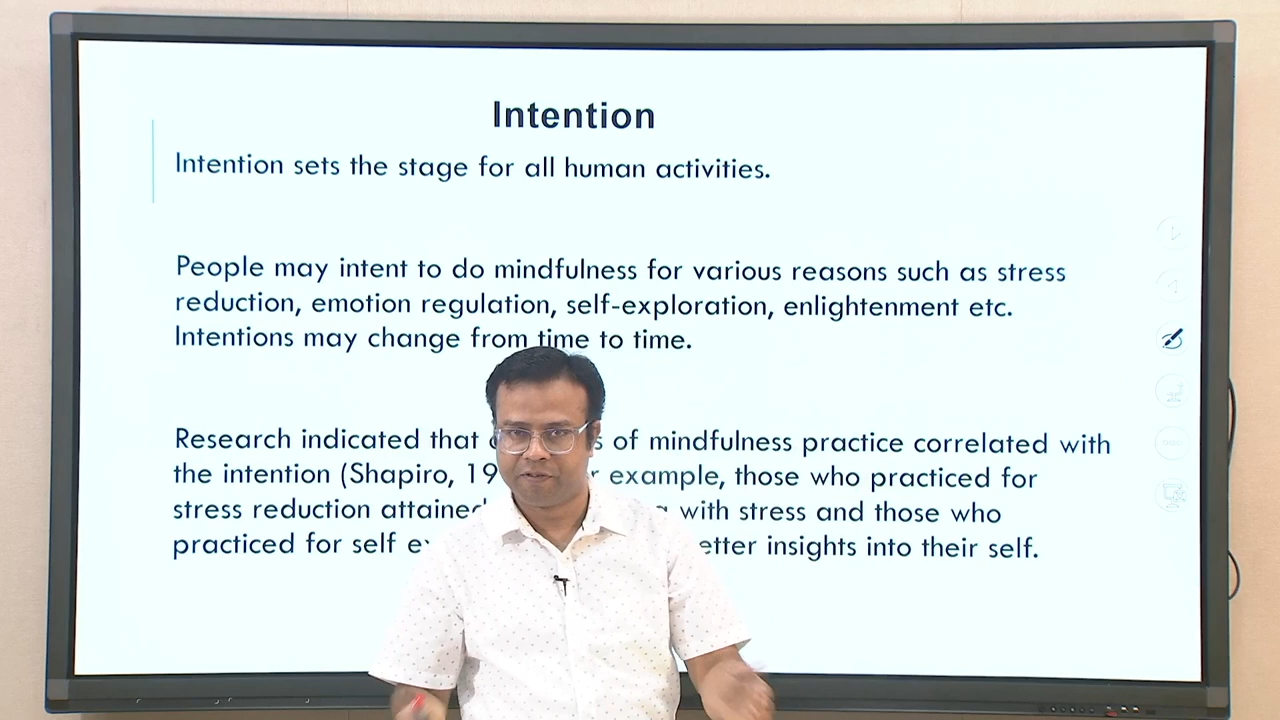 Intention
Intention sets the stage for all human activities.
People may intent to do mindfulness for various reasons such as stress
reduction, emotion regulation, self-exploration, enlightenment etc.
Intentions may change from time to time.
Research indicated that of mindfulness practice correlated with
the intention (Shapiro, example, those who practiced for
stress reduction attained with stress and those who
practiced for self insights into their self.